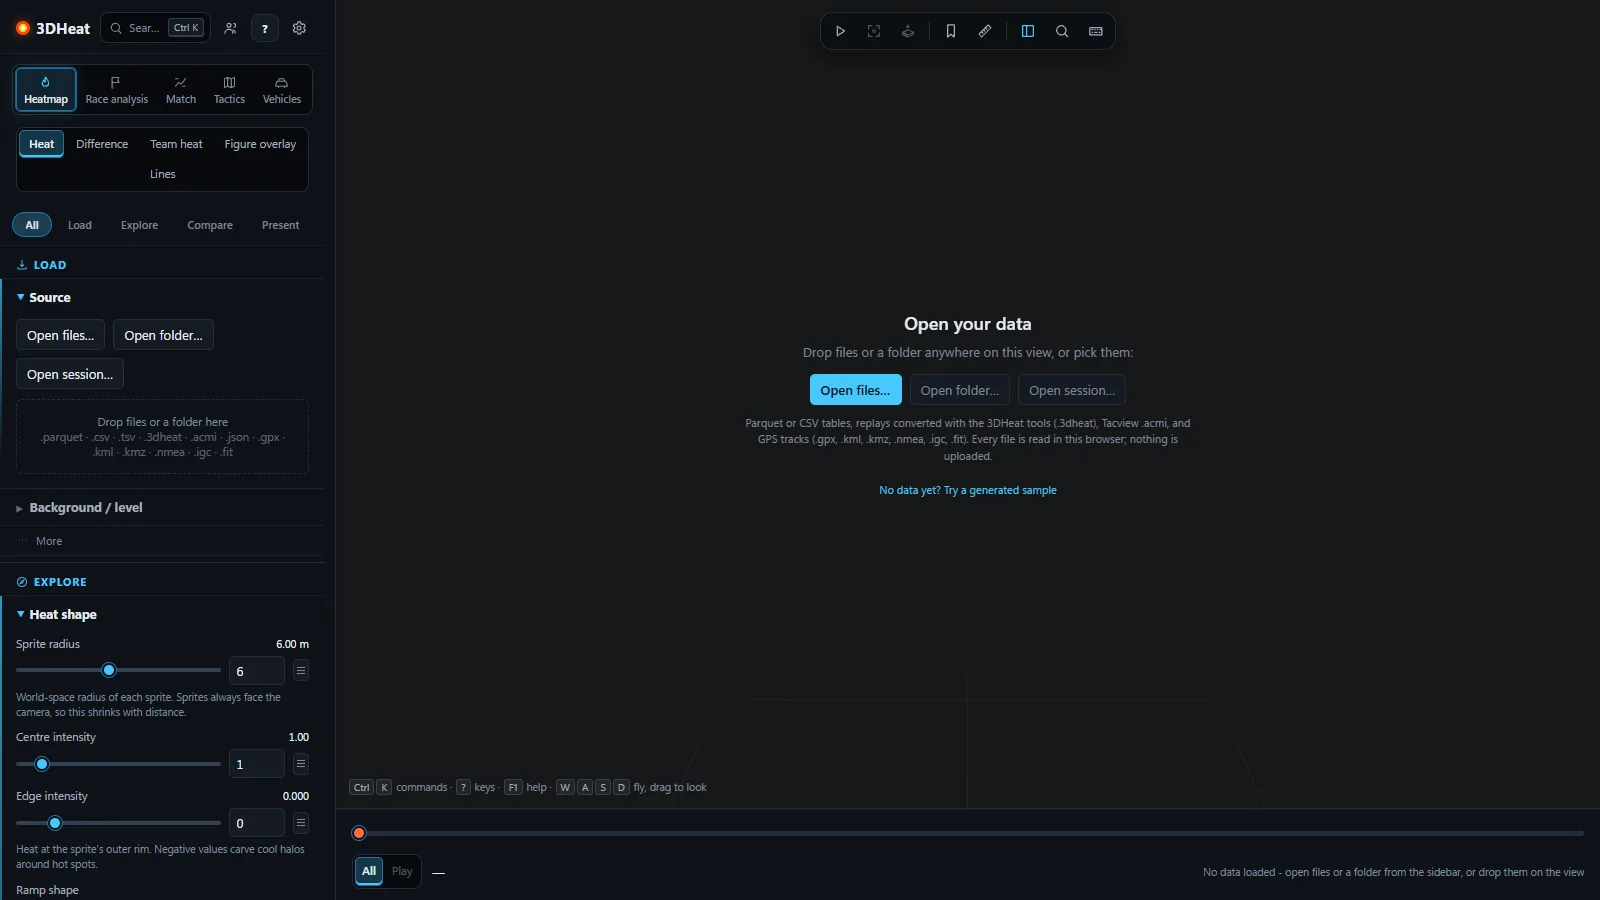 3DHeat
Sear... Ctrl K
?
Heatmap
Race analysis
Match
Tactics
Vehicles
Heat
Difference
Team heat
Figure overlay
Lines
All
Load
Explore
Compare
Present
LOAD
Source
Open files...
Open folder...
Open session...
Drop files or a folder here
.parquet · .csv · .tsv · .3dheat · .acmi · .json · .gpx ·
.kml · .kmz · .nmea · .igc · .fit
Background / level
More
EXPLORE
Heat shape
Sprite radius 6.00 m
6
World-space radius of each sprite. Sprites always face the
camera, so this shrinks with distance.
Centre intensity 1.00
1
Edge intensity 0.000
0
Heat at the sprite's outer rim. Negative values carve cool halos
around hot spots.
Ramp shape
Open your data
Drop files or a folder anywhere on this view, or pick them:
Open files...
Open folder...
Open session...
Parquet or CSV tables, replays converted with the 3DHeat tools (.3dheat), Tacview .acmi, and
GPS tracks (.gpx, .kml, .kmz, .nmea, .igc, .fit). Every file is read in this browser; nothing is
uploaded.
No data yet? Try a generated sample
Ctrl K commands · ? keys · F1 help · W A S D fly, drag to look
All
Play
—
No data loaded - open files or a folder from the sidebar, or drop them on the view